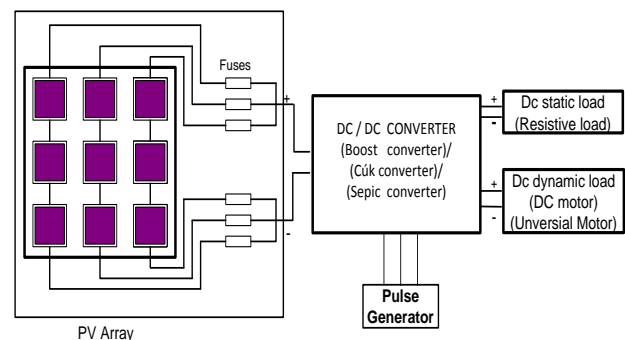 Fuses
+
-
PV Array
DC / DC CONVERTER
(Boost converter)/
(Cúk converter)/
(Sepic converter)
+
-
Dc static load
(Resistive load)
+
-
Dc dynamic load
(DC motor)
(Unversial Motor)
Pulse
Generator